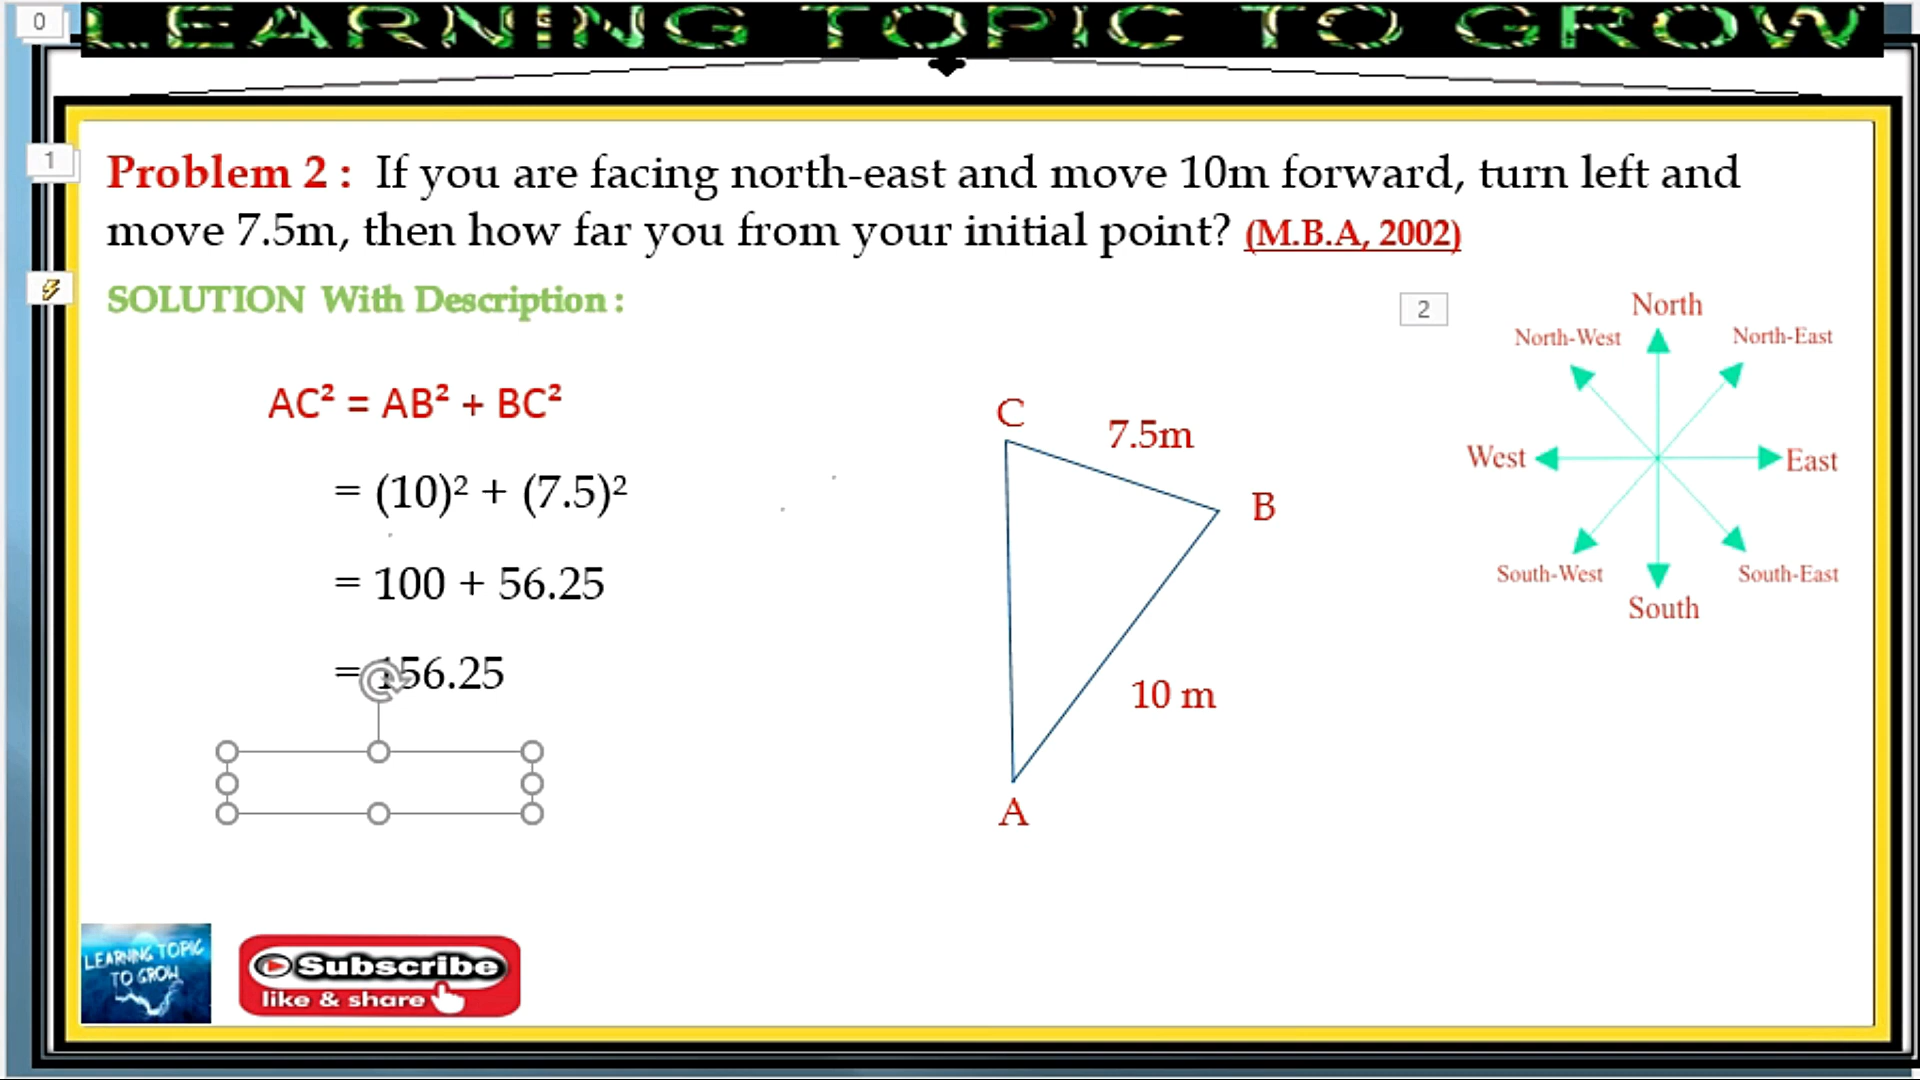 0
LEARNING TOPIC TO GROW
1
Problem 2 : If you are facing north-east and move 10m forward, turn left and
move 7.5m, then how far you from your initial point? (M.B.A, 2002)
SOLUTION With Description :
2
North
North-West
North-East
West
East
South-West
South-East
South
AC² = AB² + BC²
= (10)² + (7.5)²
= 100 + 56.25
= 156.25
C
7.5m
B
10 m
A
LEARNING TOPIC
TO GROW
Subscribe
like & share